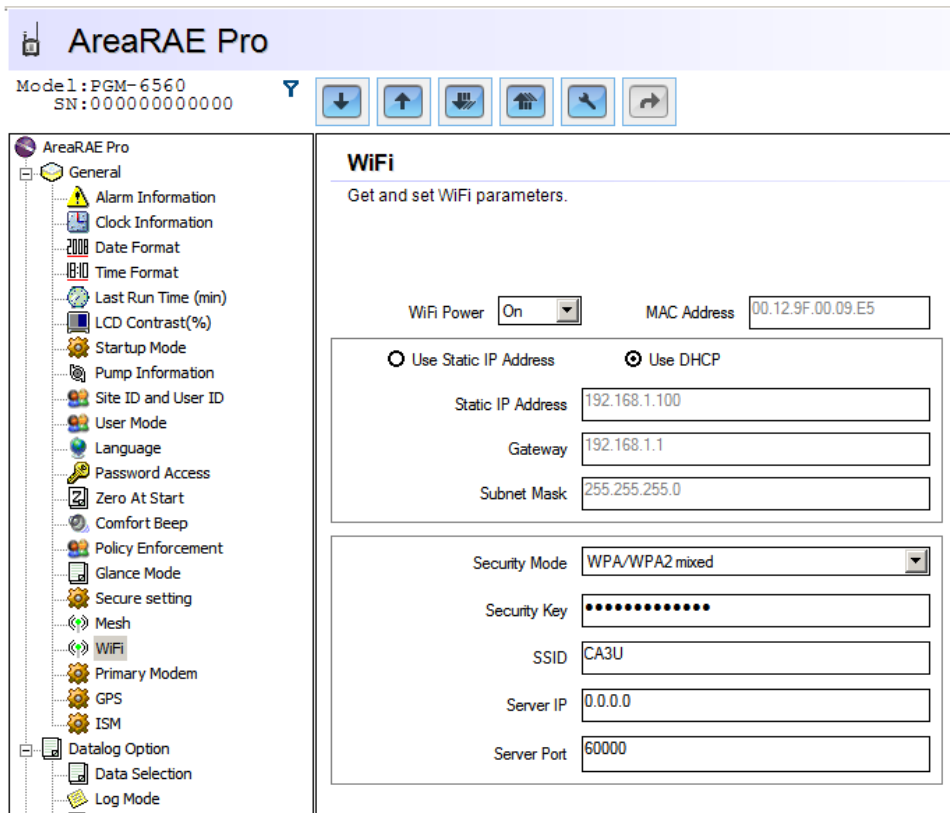 AreaRAE Pro
Model:PGM-6560
SN:000000000000
AreaRAE Pro
General
Alarm Information
Clock Information
Date Format
Time Format
Last Run Time (min)
LCD Contrast(%)
Startup Mode
Pump Information
Site ID and User ID
User Mode
Language
Password Access
Zero At Start
Comfort Beep
Policy Enforcement
Glance Mode
Secure setting
Mesh
WiFi
Primary Modem
GPS
ISM
Datalog Option
Data Selection
Log Mode
WiFi
Get and set WiFi parameters.
WiFi Power On MAC Address 00.12.9F.00.09.E5
Use Static IP Address Use DHCP
Static IP Address 192.168.1.100
Gateway 192.168.1.1
Subnet Mask 255.255.255.0
Security Mode WPA/WPA2 mixed
Security Key •••••••••••••
SSID CA3U
Server IP 0.0.0.0
Server Port 60000